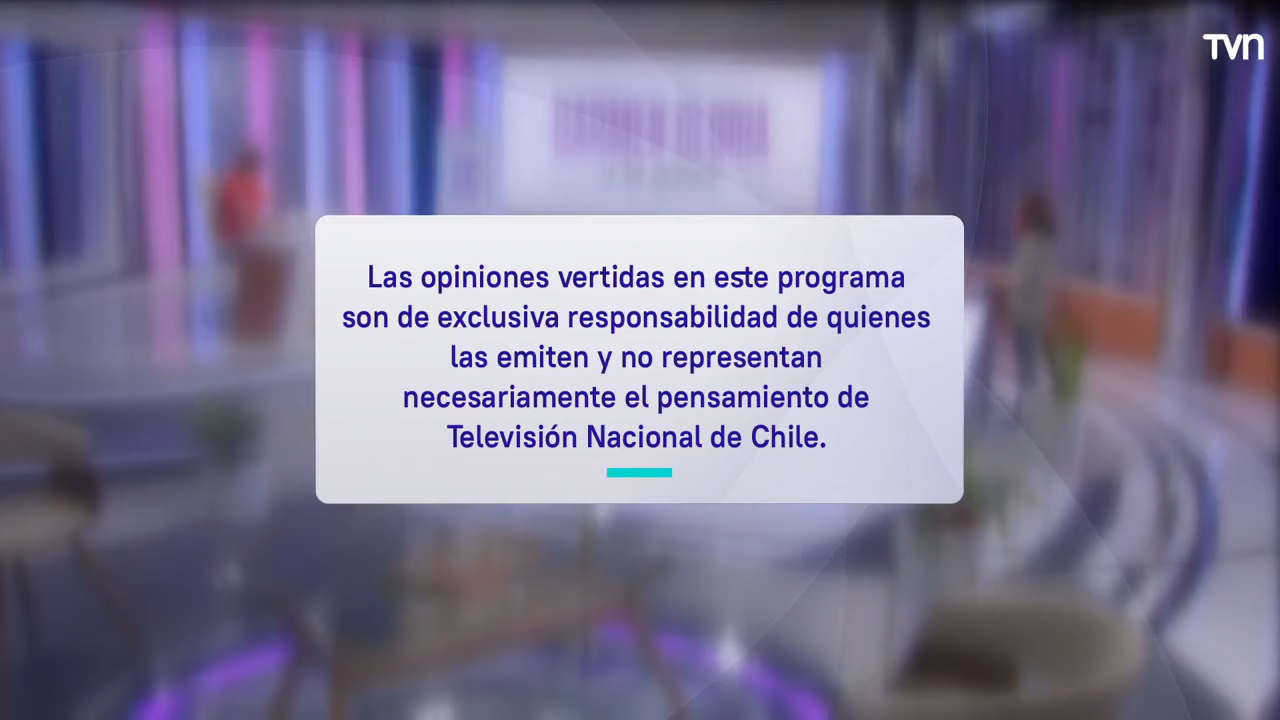 TVN
Las opiniones vertidas en este programa
son de exclusiva responsabilidad de quienes
las emiten y no representan
necesariamente el pensamiento de
Televisión Nacional de Chile.